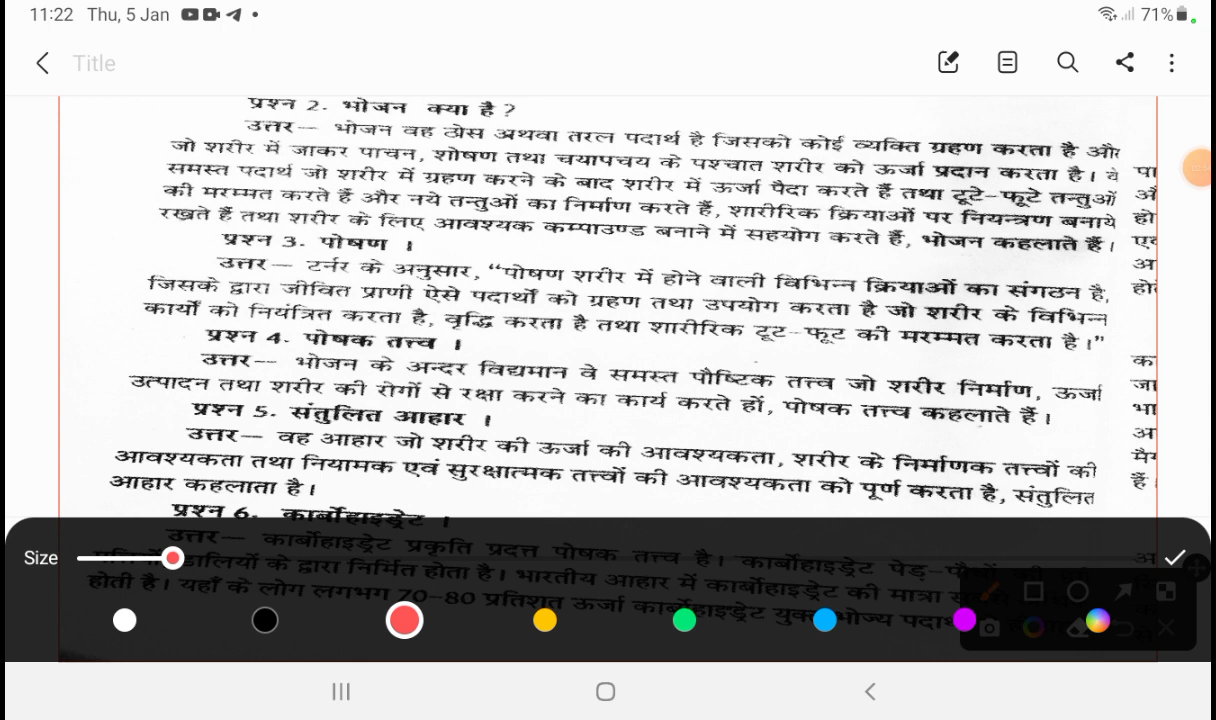 11:22 Thu, 5 Jan 71%
Title
प्रश्न 2. भोजन क्या है ?
उत्तर— भोजन वह ठोस अथवा तरल पदार्थ है जिसको कोई व्यक्ति ग्रहण करता है और
जो शरीर में जाकर पाचन, शोषण तथा चयापचय के पश्चात शरीर को ऊर्जा प्रदान करता है। ये
समस्त पदार्थ जो शरीर में ग्रहण करने के बाद शरीर में ऊर्जा पैदा करते हैं तथा टूटे-फूटे तन्तुओं
की मरम्मत करते हैं और नये तन्तुओं का निर्माण करते हैं, शारीरिक क्रियाओं पर नियन्त्रण बनाये
रखते हैं तथा शरीर के लिए आवश्यक कम्पाउण्ड बनाने में सहयोग करते हैं, भोजन कहलाते हैं।
प्रश्न 3. पोषण ।
उत्तर— टर्नर के अनुसार, “पोषण शरीर में होने वाली विभिन्न क्रियाओं का संगठन है,
जिसके द्वारा जीवित प्राणी ऐसे पदार्थों को ग्रहण तथा उपयोग करता है जो शरीर के विभिन्न
कार्यों को नियंत्रित करता है, वृद्धि करता है तथा शारीरिक टूट-फूट की मरम्मत करता है।”
प्रश्न 4. पोषक तत्त्व ।
उत्तर— भोजन के अन्दर विद्यमान वे समस्त पौष्टिक तत्त्व जो शरीर निर्माण, ऊर्जा
उत्पादन तथा शरीर की रोगों से रक्षा करने का कार्य करते हों, पोषक तत्त्व कहलाते हैं।
प्रश्न 5. संतुलित आहार ।
उत्तर— वह आहार जो शरीर की ऊर्जा की आवश्यकता, शरीर के निर्माणक तत्त्वों की
आवश्यकता तथा नियामक एवं सुरक्षात्मक तत्त्वों की आवश्यकता को पूर्ण करता है, संतुलित
आहार कहलाता है।
प्रश्न 6. कार्बोहाइड्रेट ।
उत्तर— कार्बोहाइड्रेट प्रकृति प्रदत्त पोषक तत्त्व है। कार्बोहाइड्रेट पेड़-पौधों की
डालियों के द्वारा निर्मित होता है। भारतीय आहार में कार्बोहाइड्रेट की मात्रा
होती है। यहाँ के लोग लगभग 70-80 प्रतिशत ऊर्जा कार्बोहाइड्रेट युक्त भोज्य
Size